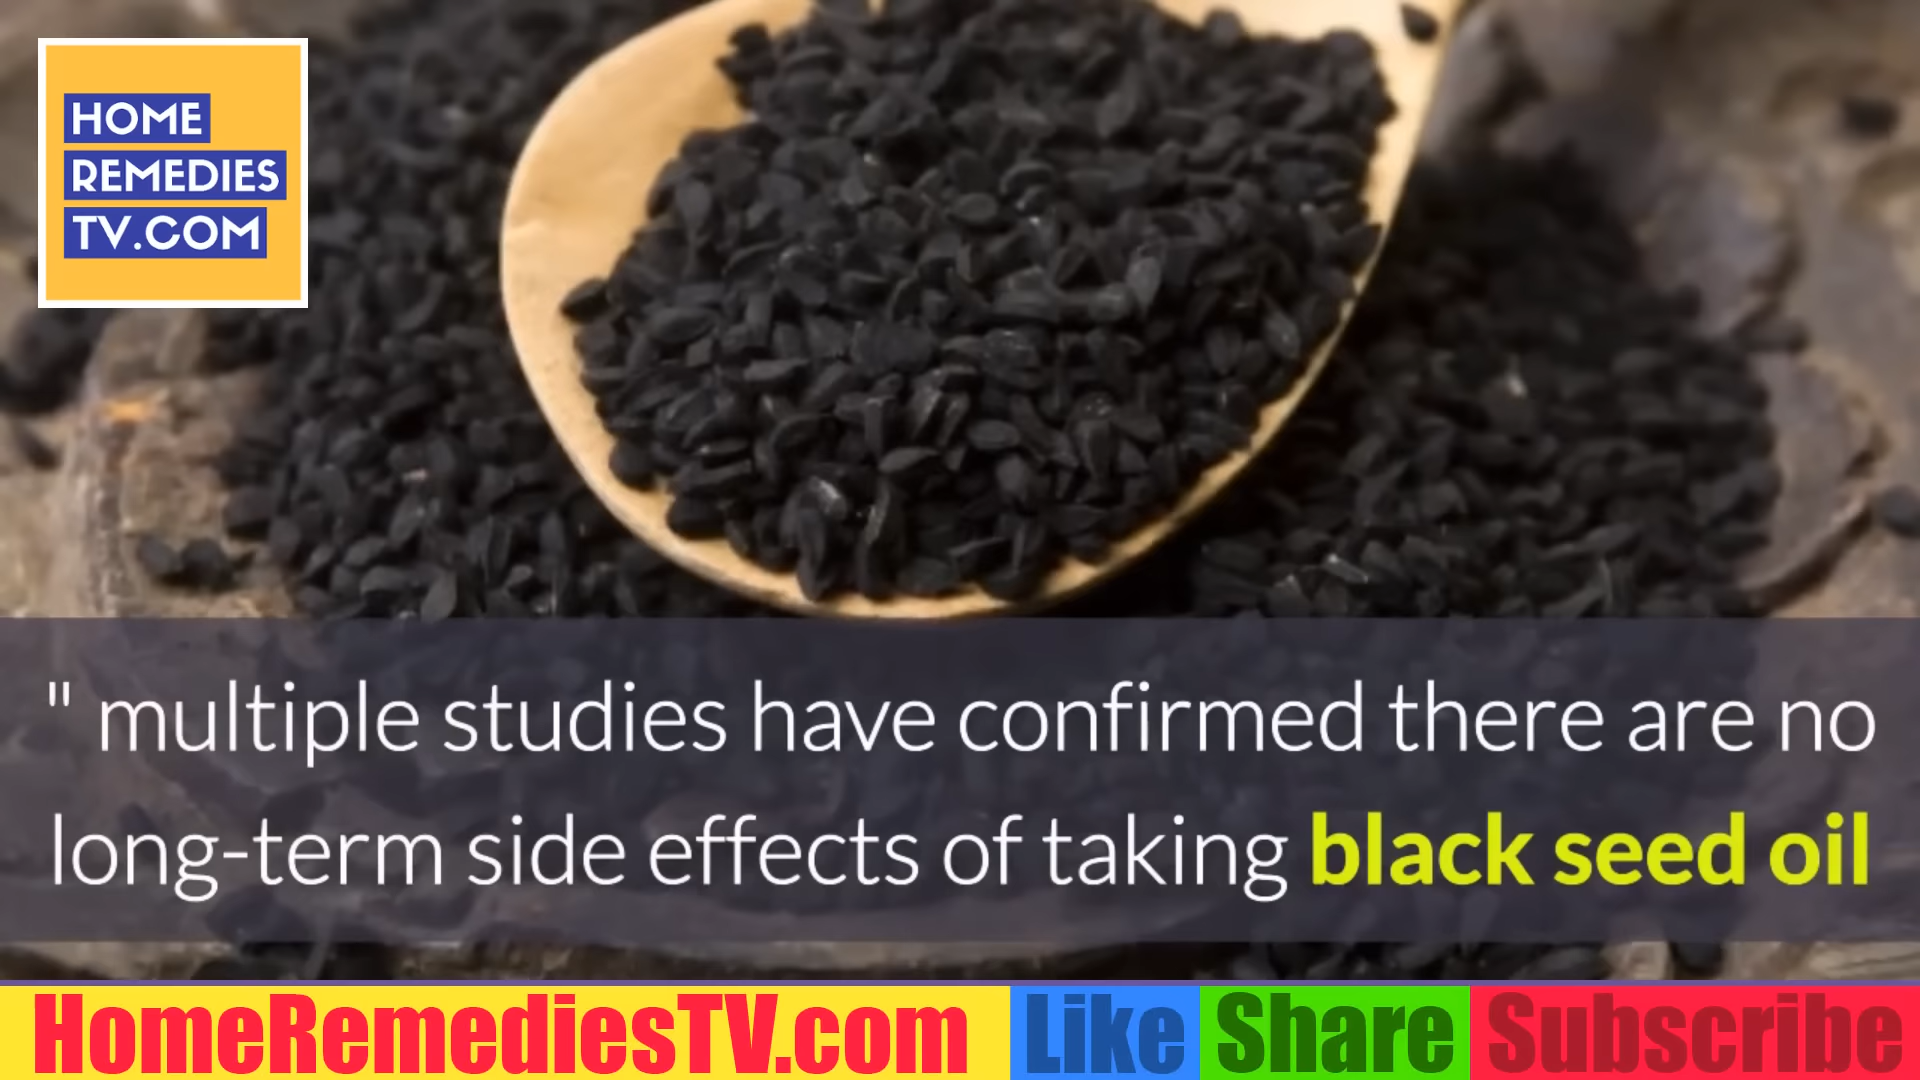 HOME
REMEDIES
TV.COM
" multiple studies have confirmed there are no
long-term side effects of taking black seed oil
HomeRemediesTV.com Like Share Subscribe